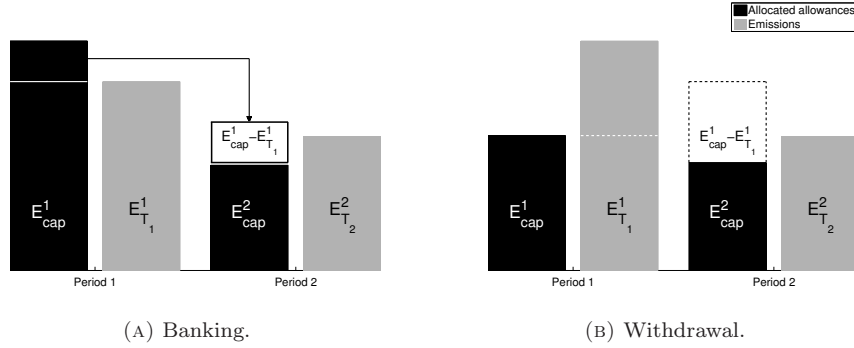 Allocated allowances
Emissions
E^1_cap−E^1_T_1
E^1_cap
E^1_T_1
E^2_cap
E^2_T_2
Period 1
Period 2
(A) Banking.
E^1_cap−E^1_T_1
E^1_cap
E^1_T_1
E^2_cap
E^2_T_2
Period 1
Period 2
(B) Withdrawal.